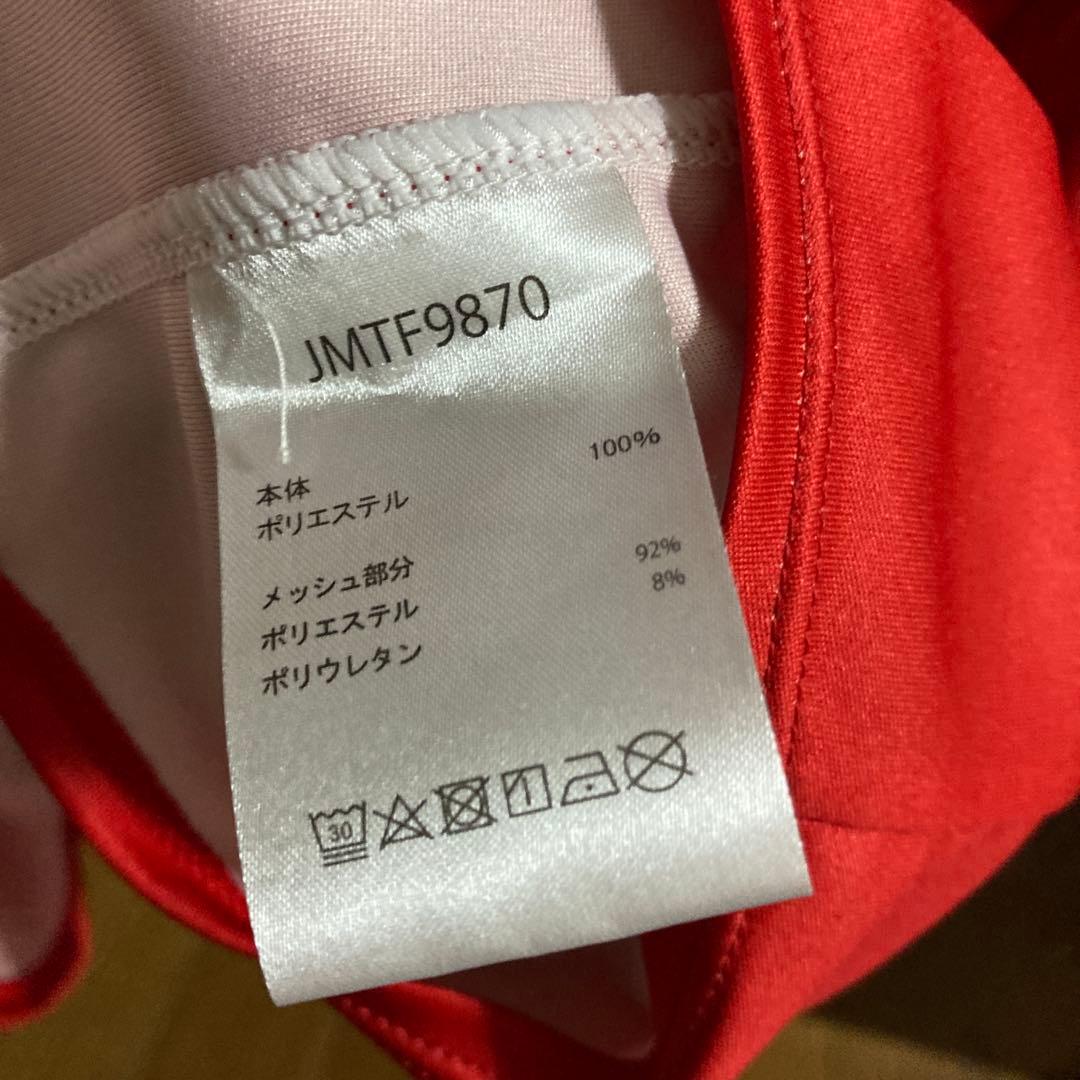 JMTF9870
本体
ポリエステル 100%
メッシュ部分
ポリエステル 92%
ポリウレタン 8%
30